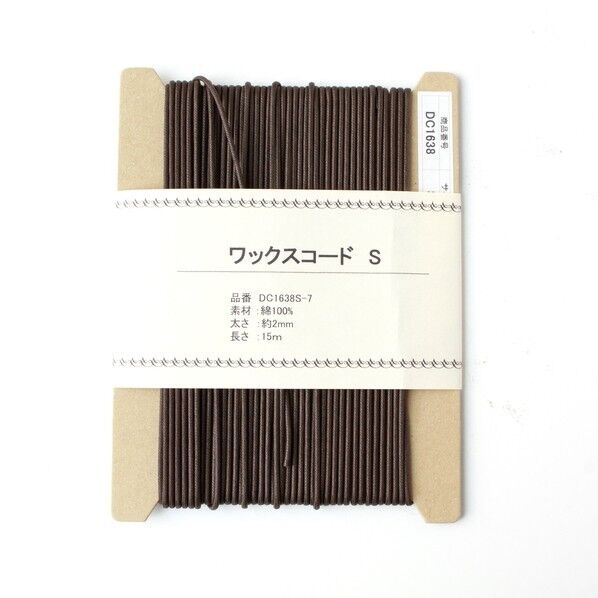 ワックスコード S
品番 DC1638S-7
素材 :綿100%
太さ :約2mm
長さ :15m
商品番号
DC1638